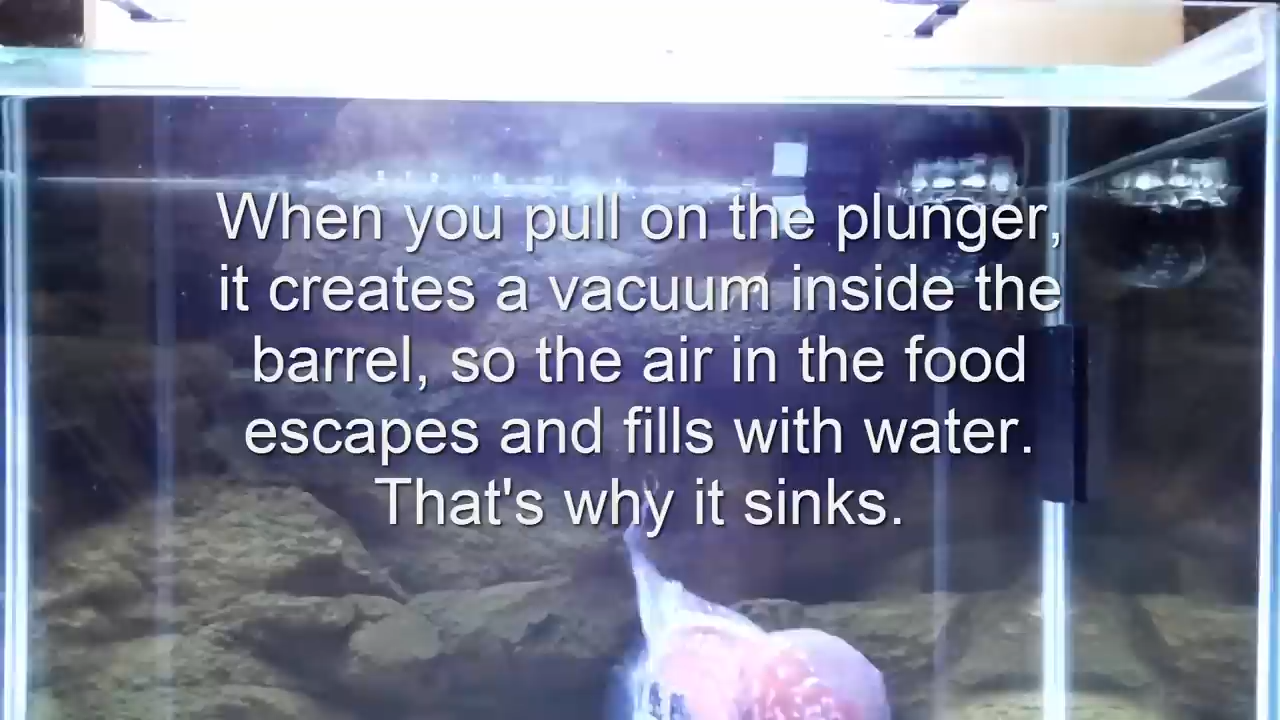 When you pull on the plunger,
it creates a vacuum inside the
barrel, so the air in the food
escapes and fills with water.
That's why it sinks.